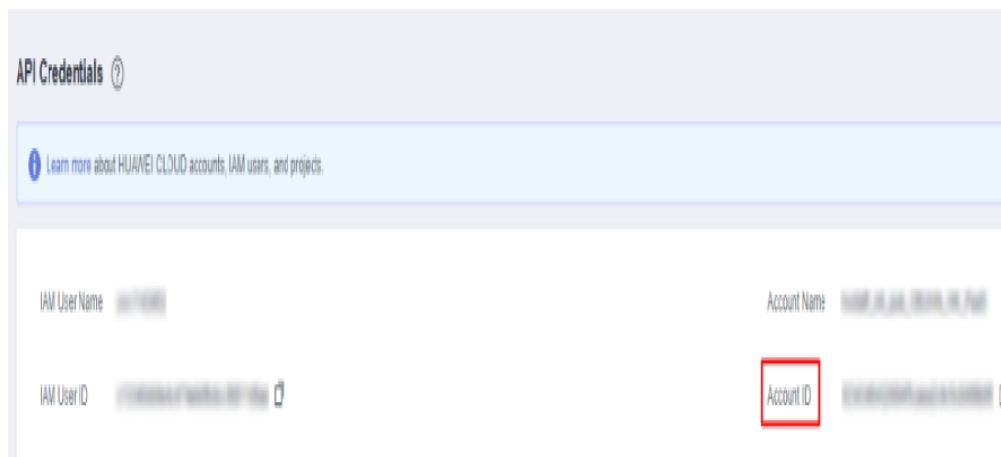 API Credentials ?
Learn more about HUAWEI CLOUD accounts, IAM users, and projects.
IAM User Name
Account Name
IAM User ID
Account ID